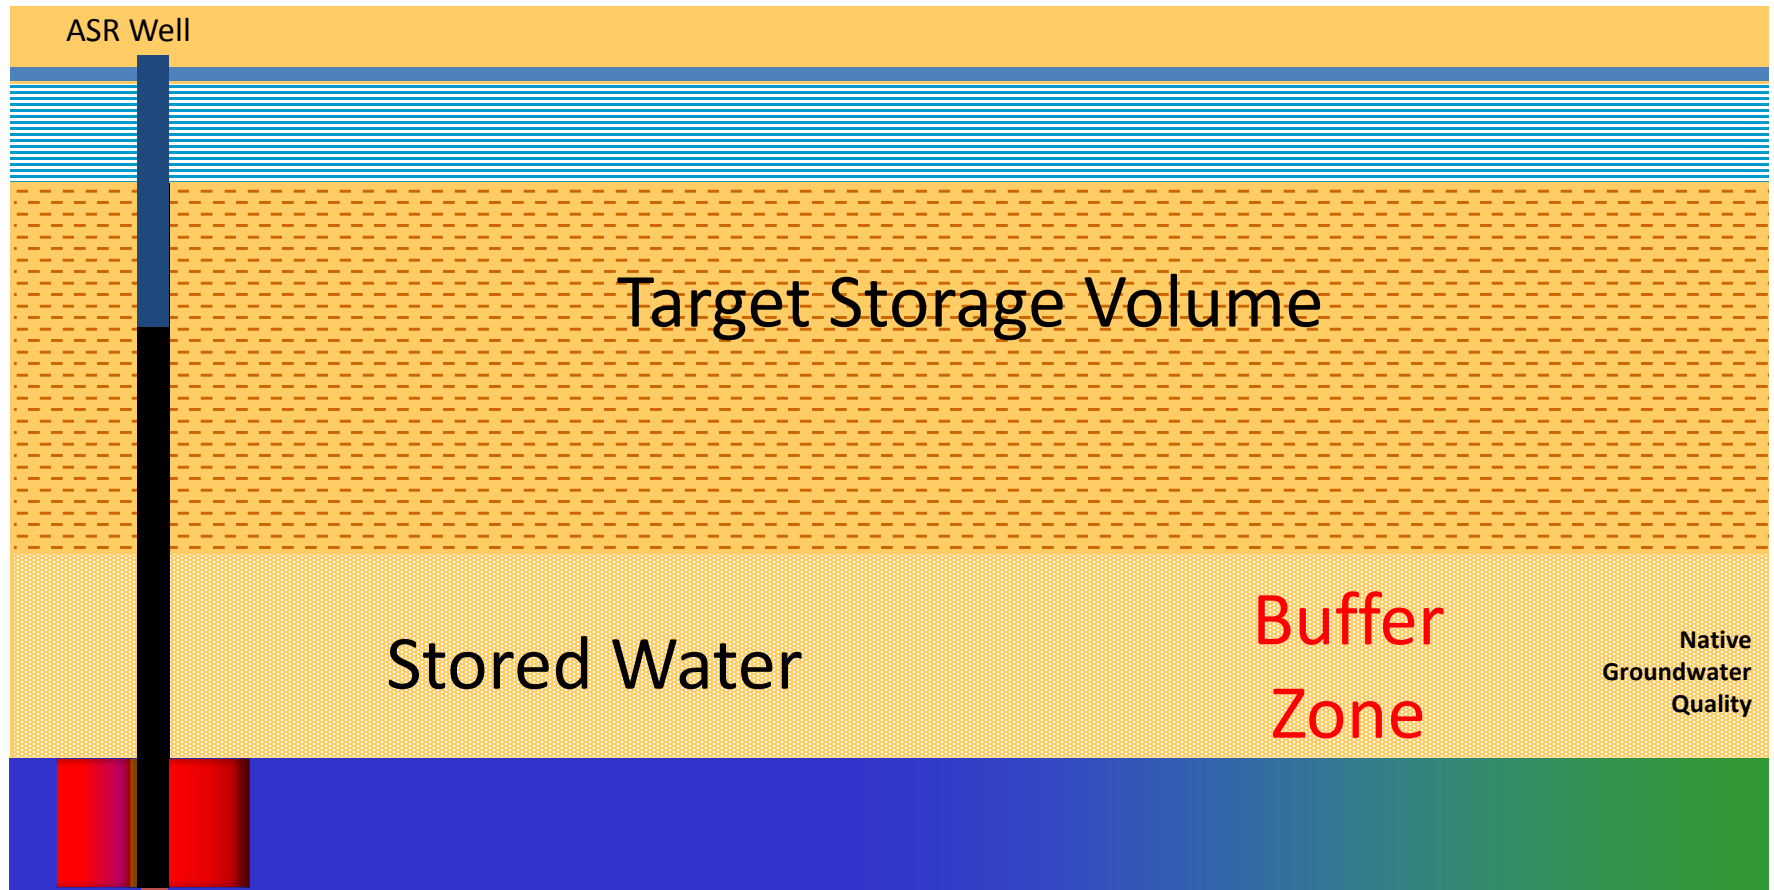 ASR Well
Target Storage Volume
Stored Water
Buffer
Zone
Native
Groundwater
Quality